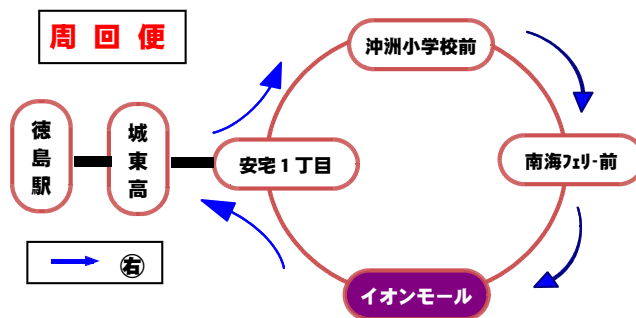 周回便
沖洲小学校前
徳島駅
城東高
安宅1丁目
南海ﾌｪﾘｰ前
㊨
イオンモール